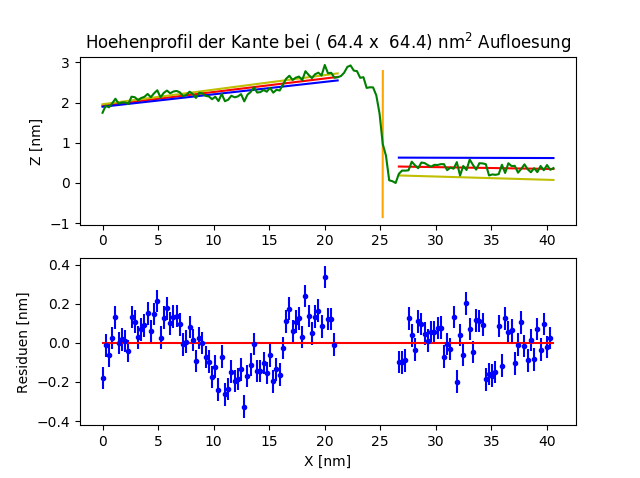 Hoehenprofil der Kante bei ( 64.4 x  64.4) nm² Aufloesung
3
2
1
0
−1
Z [nm]
0 5 10 15 20 25 30 35 40
0.4
0.2
0.0
−0.2
−0.4
Residuen [nm]
0 5 10 15 20 25 30 35 40
X [nm]